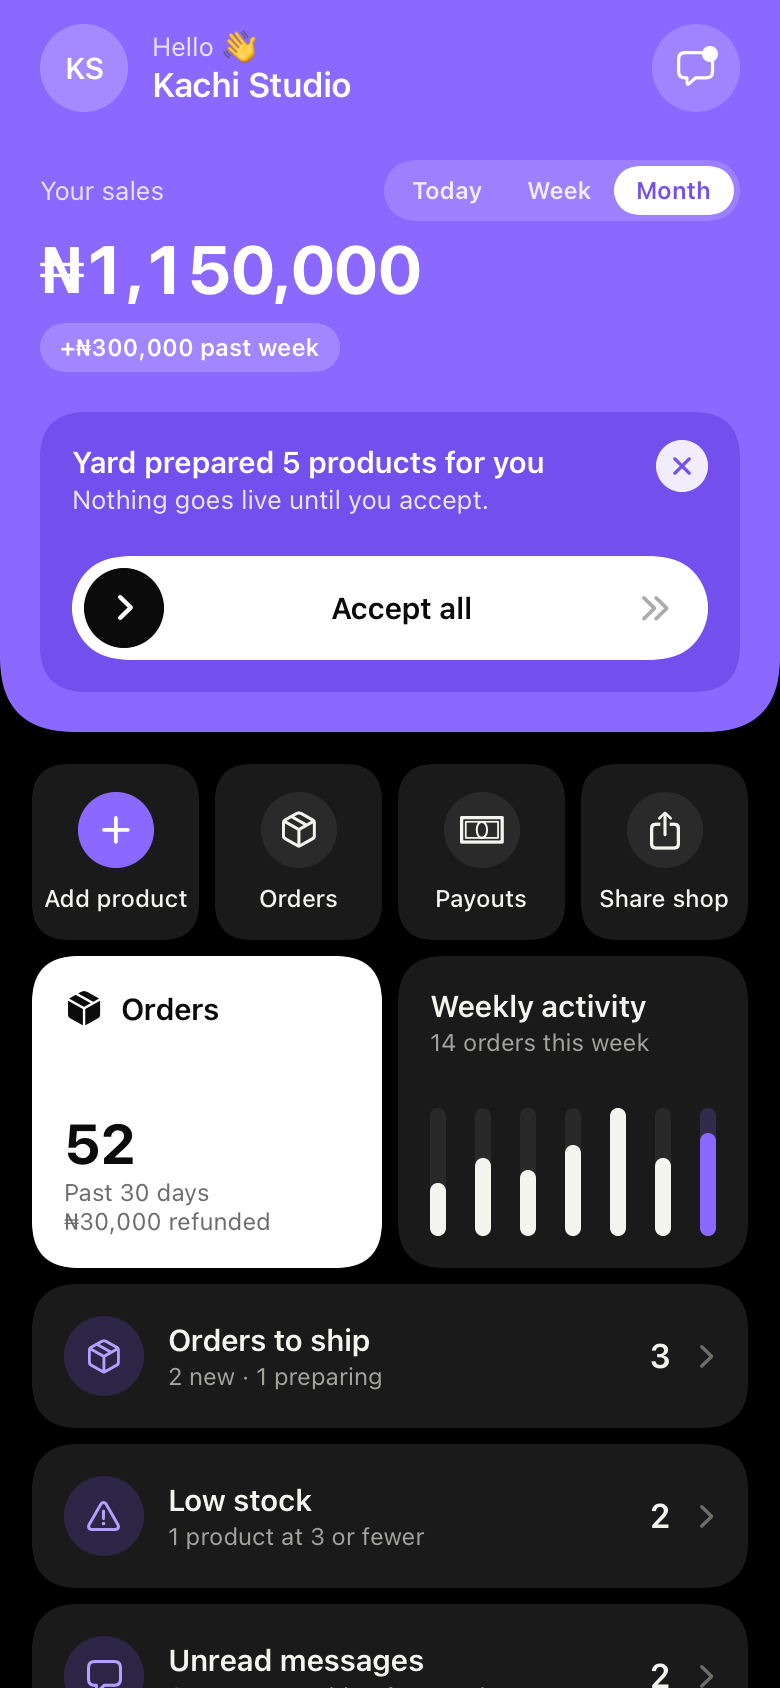 KS
Hello 👋
Kachi Studio
Your sales
Today
Week
Month
₦1,150,000
+₦300,000 past week
Yard prepared 5 products for you
Nothing goes live until you accept.
Accept all
Add product
Orders
Payouts
Share shop
Orders
52
Past 30 days
₦30,000 refunded
Weekly activity
14 orders this week
Orders to ship
2 new · 1 preparing
3
Low stock
1 product at 3 or fewer
2
Unread messages
2